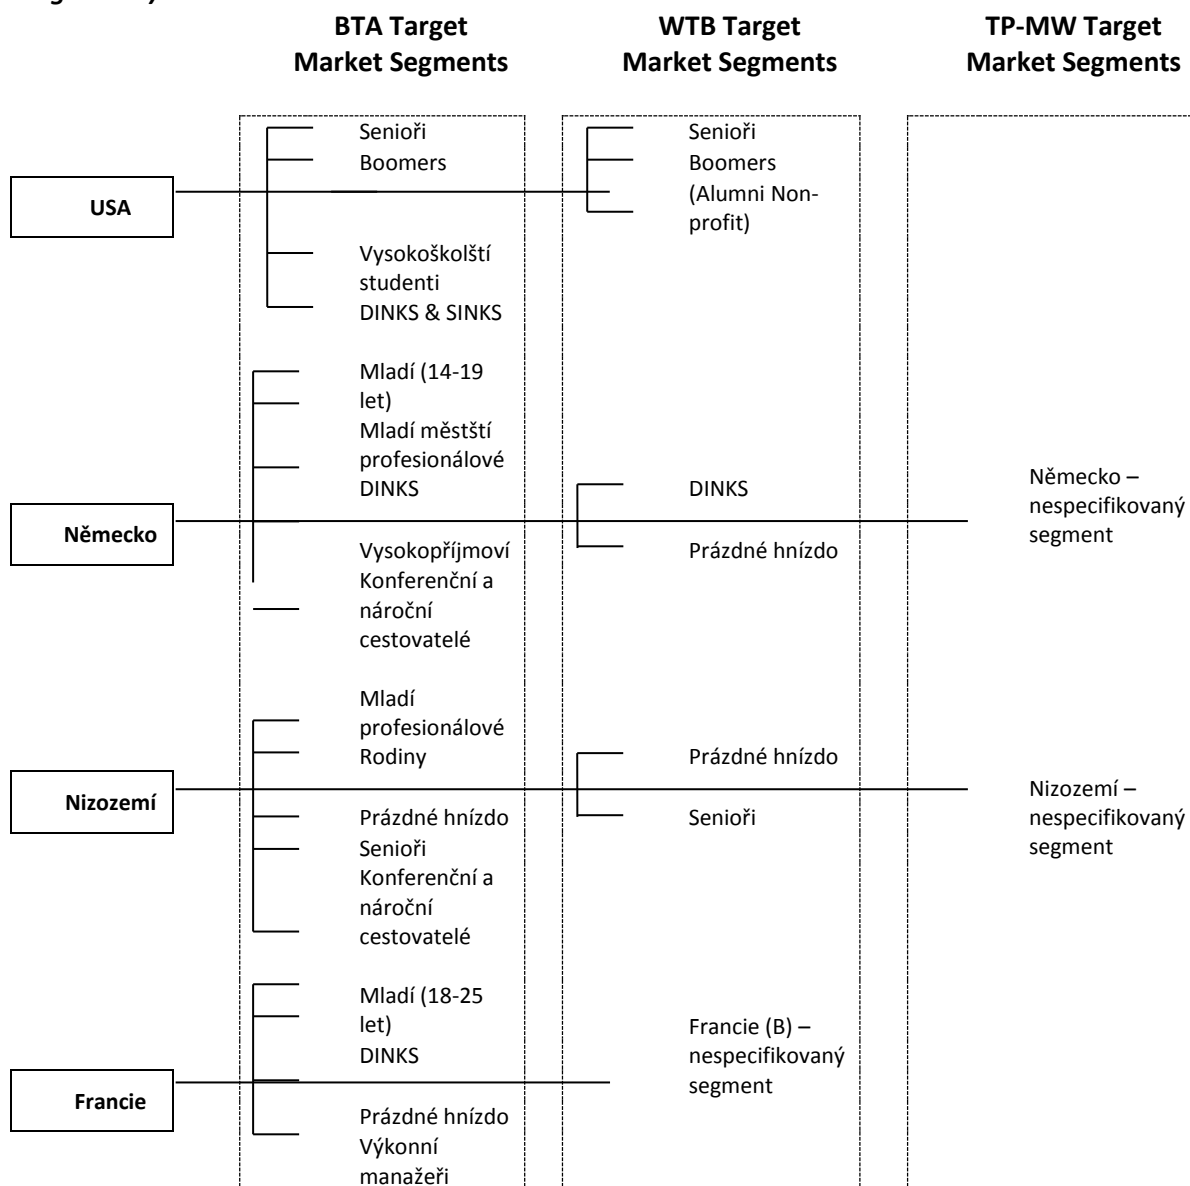 BTA Target
Market Segments
WTB Target
Market Segments
TP-MW Target
Market Segments
USA
Senioři
Boomers
Vysokoškolští
studenti
DINKS & SINKS
Senioři
Boomers
(Alumni Non-
profit)
Německo
Mladí (14-19
let)
Mladí městští
profesionálové
DINKS
Vysokopříjmoví
Konferenční a
nároční
cestovatelé
DINKS
Prázdné hnízdo
Německo –
nespecifikovaný
segment
Nizozemí
Mladí
profesionálové
Rodiny
Prázdné hnízdo
Senioři
Konferenční a
nároční
cestovatelé
Prázdné hnízdo
Senioři
Nizozemí –
nespecifikovaný
segment
Francie
Mladí (18-25
let)
DINKS
Prázdné hnízdo
Výkonní
manažeři
Francie (B) –
nespecifikovaný
segment